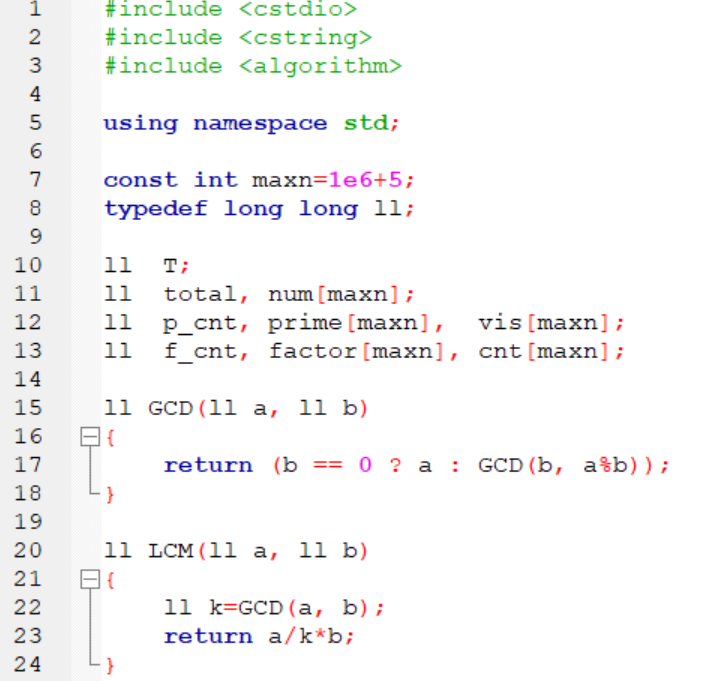 1 #include <cstdio>
2 #include <cstring>
3 #include <algorithm>
4
5 using namespace std;
6
7 const int maxn=1e6+5;
8 typedef long long ll;
9
10 ll  T;
11 ll  total, num[maxn];
12 ll  p_cnt, prime[maxn],  vis[maxn];
13 ll  f_cnt, factor[maxn], cnt[maxn];
14
15 ll GCD(ll a, ll b)
16 {
17     return (b == 0 ? a : GCD(b, a%b));
18 }
19
20 ll LCM(ll a, ll b)
21 {
22     ll k=GCD(a, b);
23     return a/k*b;
24 }